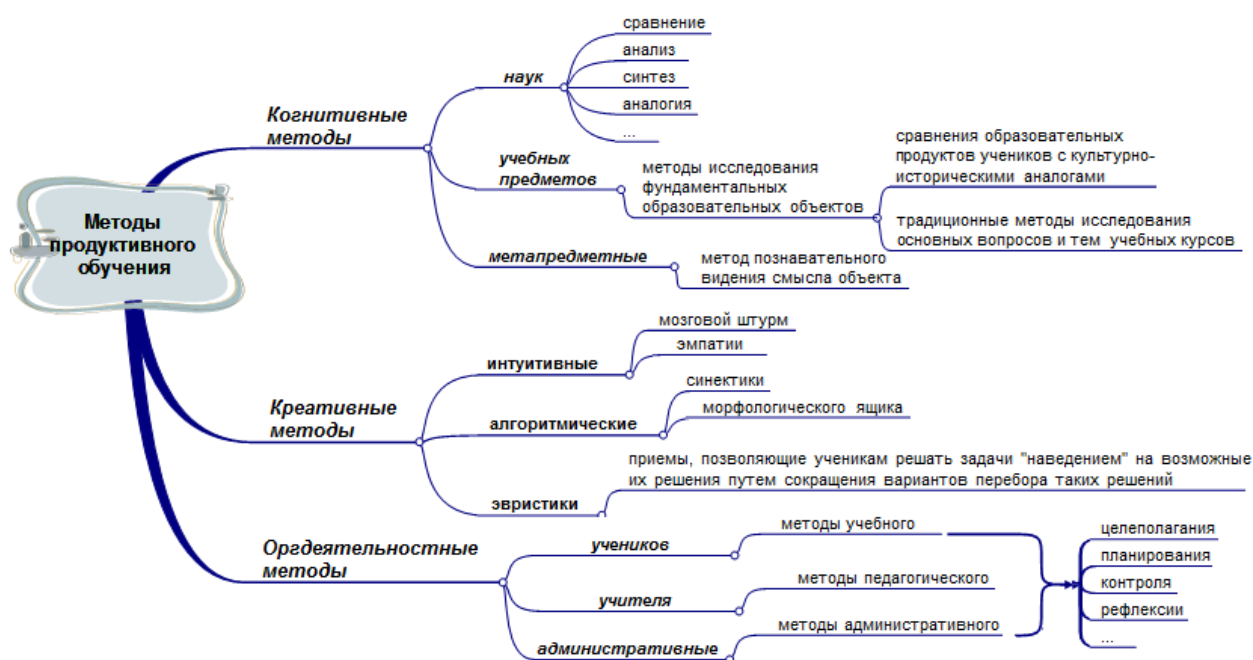 Методы
продуктивного
обучения
Когнитивные
методы
наук
сравнение
анализ
синтез
аналогия
...
учебных
предметов
методы исследования
фундаментальных
образовательных объектов
сравнения образовательных
продуктов учеников с культурно-
историческими аналогами
традиционные методы исследования
основных вопросов и тем учебных курсов
метапредметные
метод познавательного
видения смысла объекта
Креативные
методы
интуитивные
мозговой штурм
эмпатии
алгоритмические
синектики
морфологического ящика
эвристики
приемы, позволяющие ученикам решать задачи "наведением" на возможные
их решения путем сокращения вариантов перебора таких решений
Оргдеятельностные
методы
учеников
методы учебного
учителя
методы педагогического
административные
методы административного
целеполагания
планирования
контроля
рефлексии
...